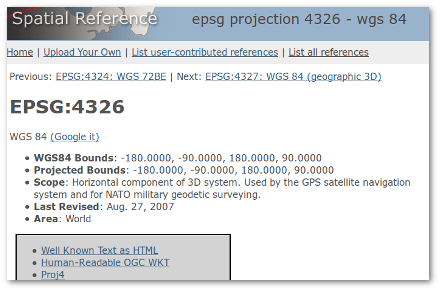 Spatial Reference
epsg projection 4326 - wgs 84
Home | Upload Your Own | List user-contributed references | List all references
Previous: EPSG:4324: WGS 72BE | Next: EPSG:4327: WGS 84 (geographic 3D)
EPSG:4326
WGS 84 (Google it)
• WGS84 Bounds: -180.0000, -90.0000, 180.0000, 90.0000
• Projected Bounds: -180.0000, -90.0000, 180.0000, 90.0000
• Scope: Horizontal component of 3D system. Used by the GPS satellite navigation
system and for NATO military geodetic surveying.
• Last Revised: Aug. 27, 2007
• Area: World
• Well Known Text as HTML
• Human-Readable OGC WKT
• Proj4